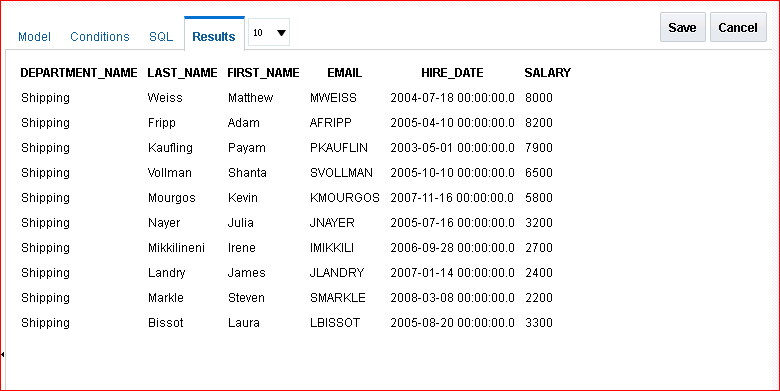 Model Conditions SQL Results 10 Save Cancel
DEPARTMENT_NAME LAST_NAME FIRST_NAME EMAIL HIRE_DATE SALARY
Shipping Weiss Matthew MWEISS 2004-07-18 00:00:00.0 8000
Shipping Fripp Adam AFRIPP 2005-04-10 00:00:00.0 8200
Shipping Kaufling Payam PKAUFLIN 2003-05-01 00:00:00.0 7900
Shipping Vollman Shanta SVOLLMAN 2005-10-10 00:00:00.0 6500
Shipping Mourgos Kevin KMOURGOS 2007-11-16 00:00:00.0 5800
Shipping Nayer Julia JNAYER 2005-07-16 00:00:00.0 3200
Shipping Mikkilineni Irene IMIKKILI 2006-09-28 00:00:00.0 2700
Shipping Landry James JLANDRY 2007-01-14 00:00:00.0 2400
Shipping Markle Steven SMARKLE 2008-03-08 00:00:00.0 2200
Shipping Bissot Laura LBISSOT 2005-08-20 00:00:00.0 3300